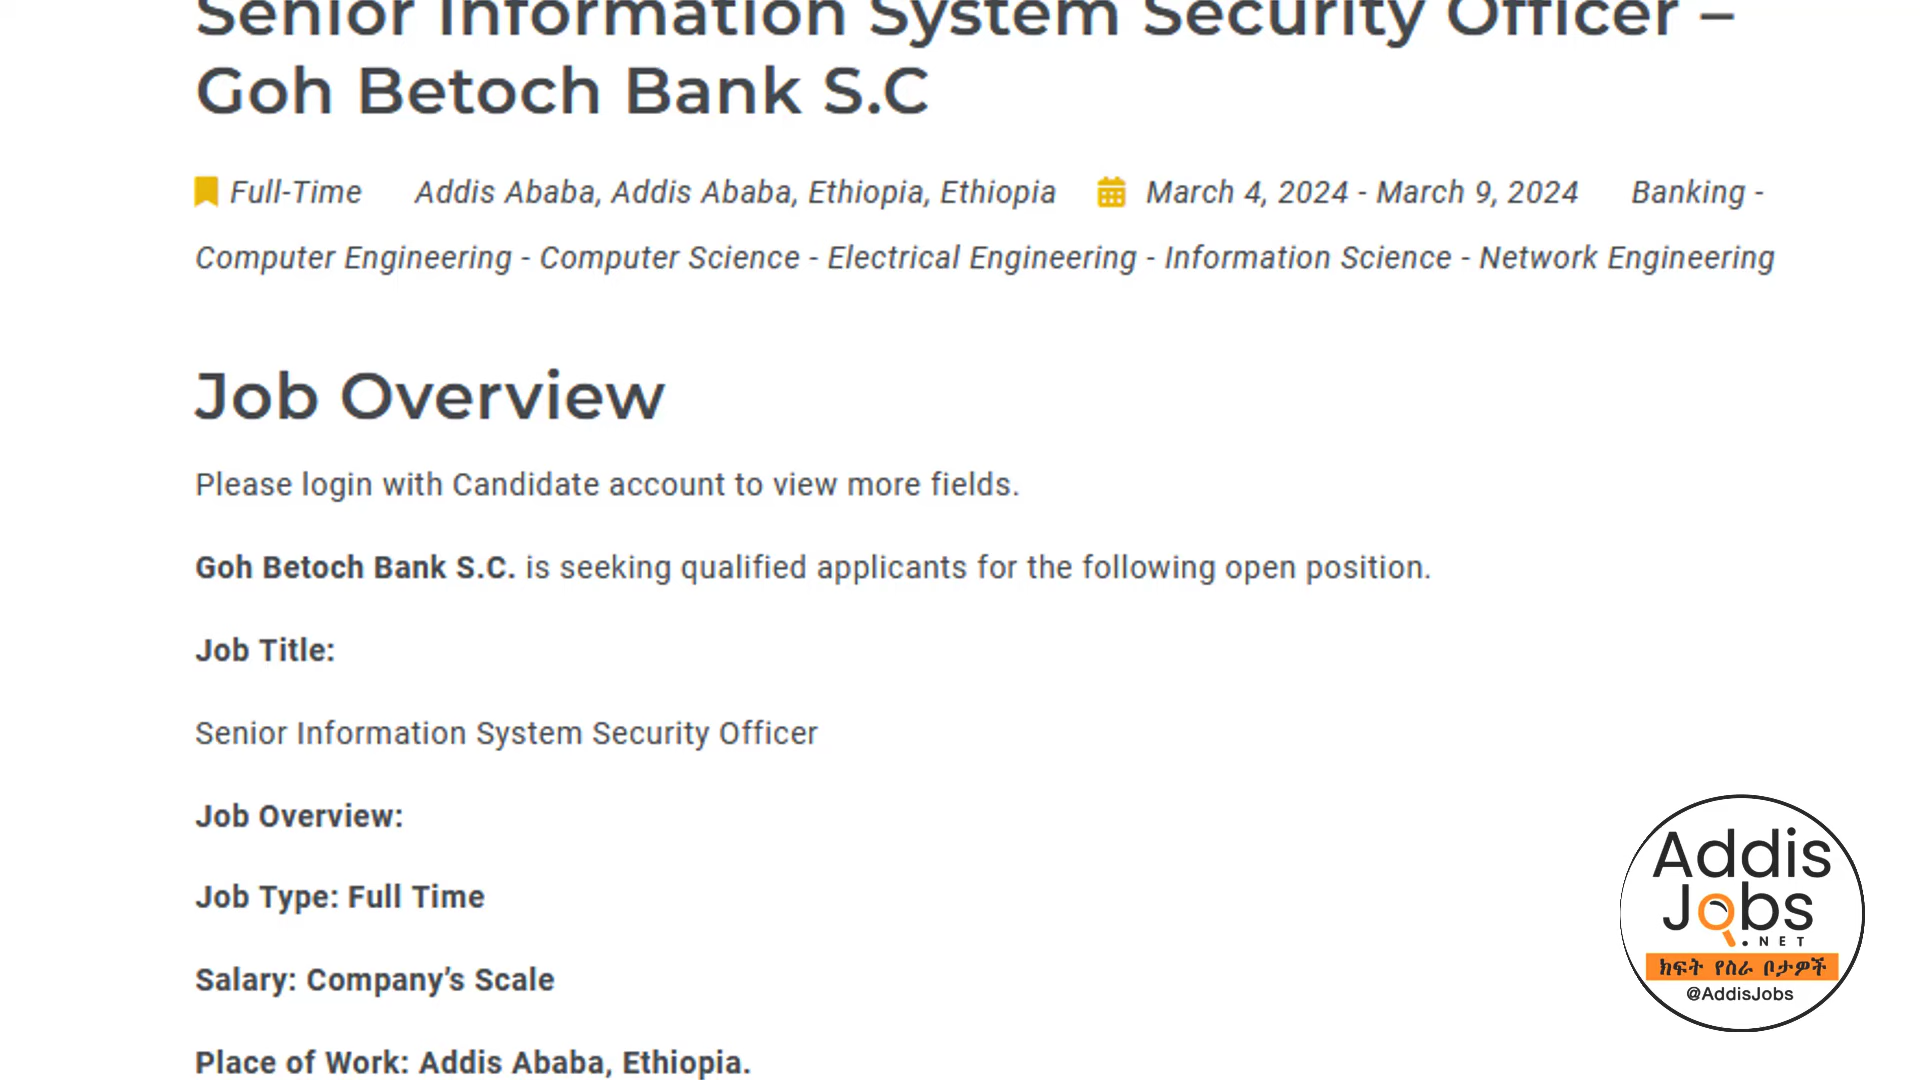 Senior Information System Security Officer –
Goh Betoch Bank S.C
Full-Time Addis Ababa, Addis Ababa, Ethiopia, Ethiopia March 4, 2024 - March 9, 2024 Banking -
Computer Engineering - Computer Science - Electrical Engineering - Information Science - Network Engineering
Job Overview
Please login with Candidate account to view more fields.
Goh Betoch Bank S.C. is seeking qualified applicants for the following open position.
Job Title:
Senior Information System Security Officer
Job Overview:
Job Type: Full Time
Salary: Company’s Scale
Place of Work: Addis Ababa, Ethiopia.
Addis
Jobs
.NET
ክፍት የስራ ቦታዎች
@AddisJobs